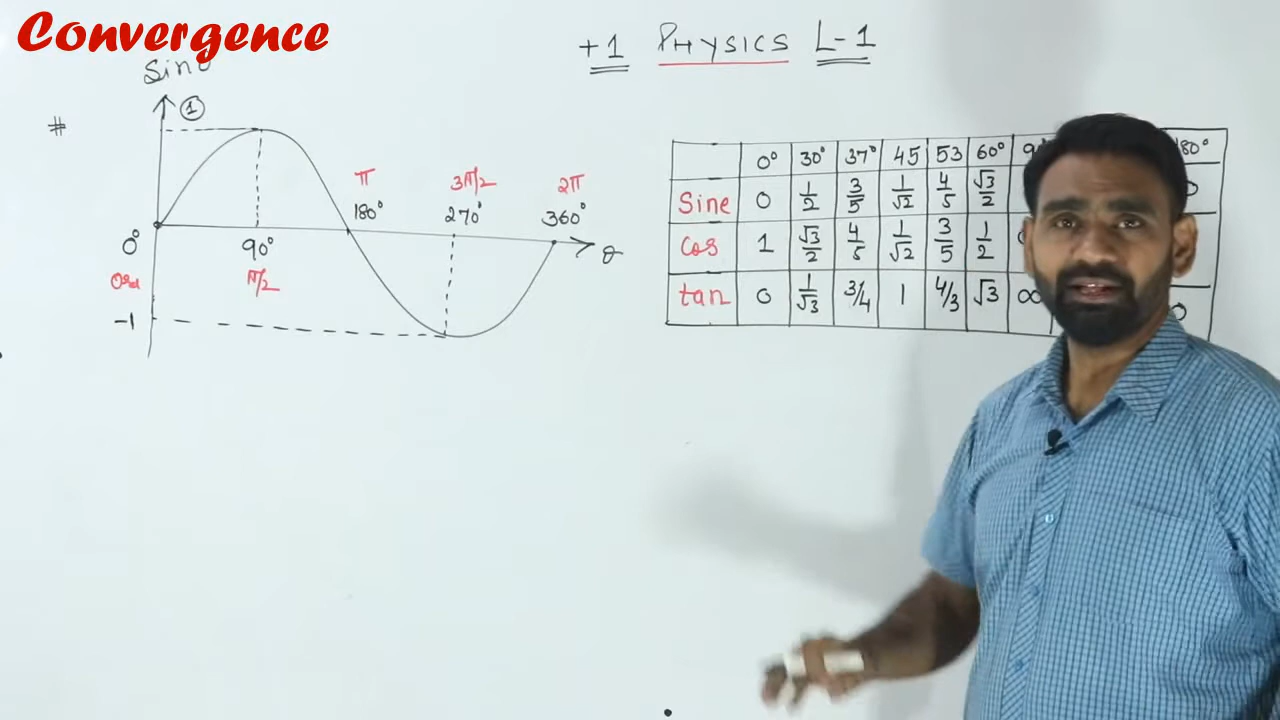 Convergence
+1 PHYSICS L-1
Sinθ
#
1
π 3π/2 2π
180° 270° 360°
0° 90° θ
π/2
-1
0° 30° 37° 45 53 60° 180°
Sine 0 1/2 3/5 1/√2 4/5 √3/2
Cos 1 √3/2 4/5 1/√2 3/5 1/2
tan 0 1/√3 3/4 1 4/3 √3 ∞ 0